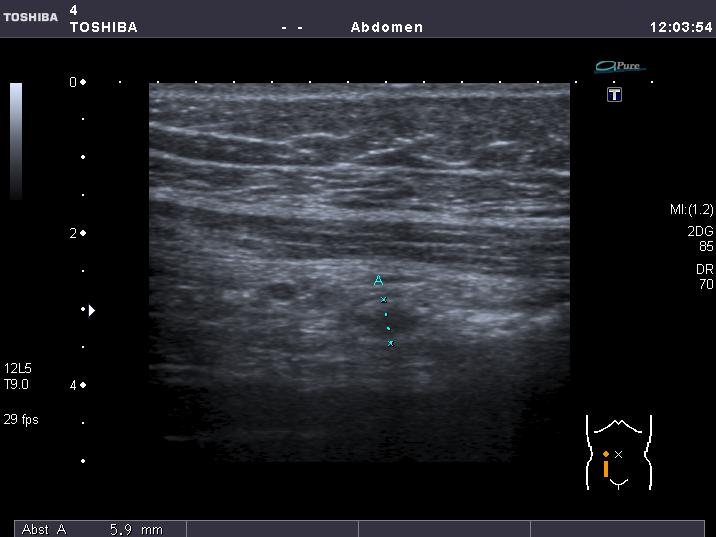 TOSHIBA
4
TOSHIBA
- -
Abdomen
12:03:54
aPure
T
0
A
2
4
MI:(1.2)
2DG
85
DR
70
12L5
T9.0
29 fps
Abst A 5.9 mm